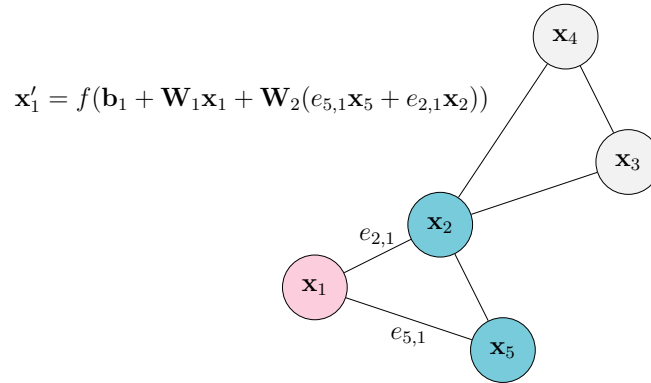 x₄
x′₁ = f(b₁ + W₁x₁ + W₂(e₅,₁x₅ + e₂,₁x₂))
x₃
x₂
e₂,₁
x₁
e₅,₁
x₅